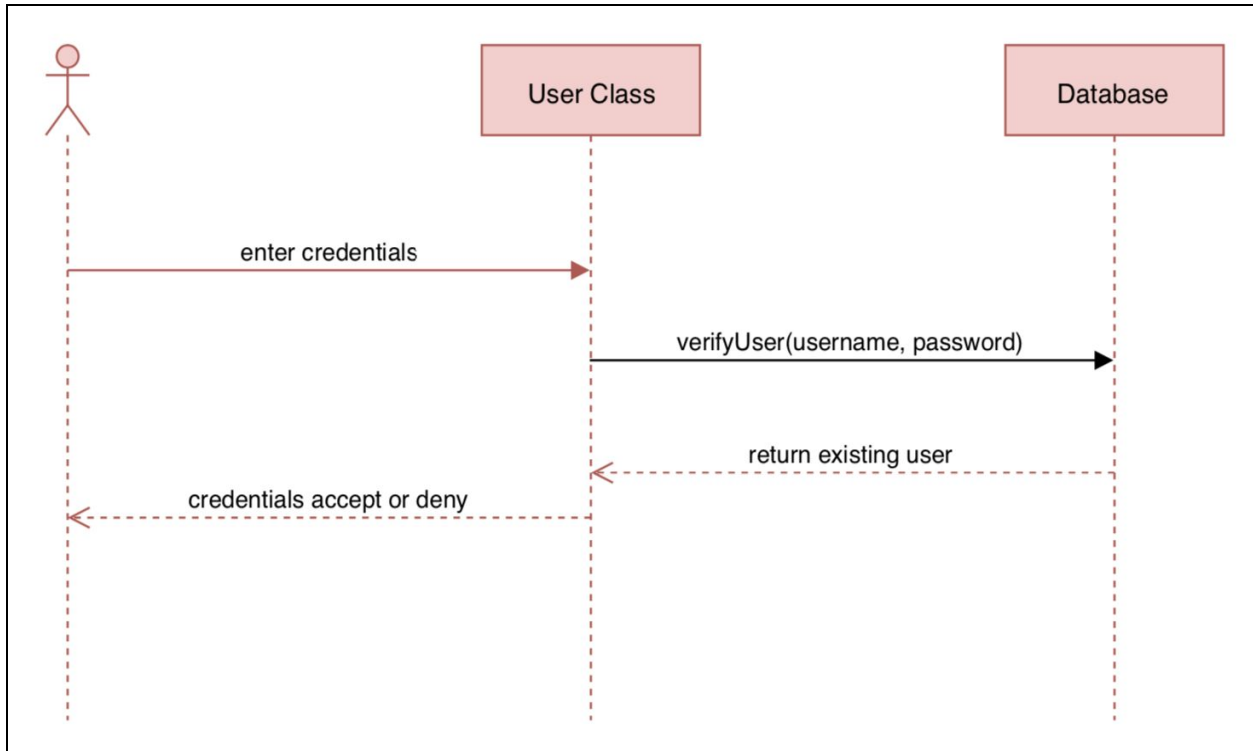 User Class
Database
enter credentials
verifyUser(username, password)
return existing user
credentials accept or deny